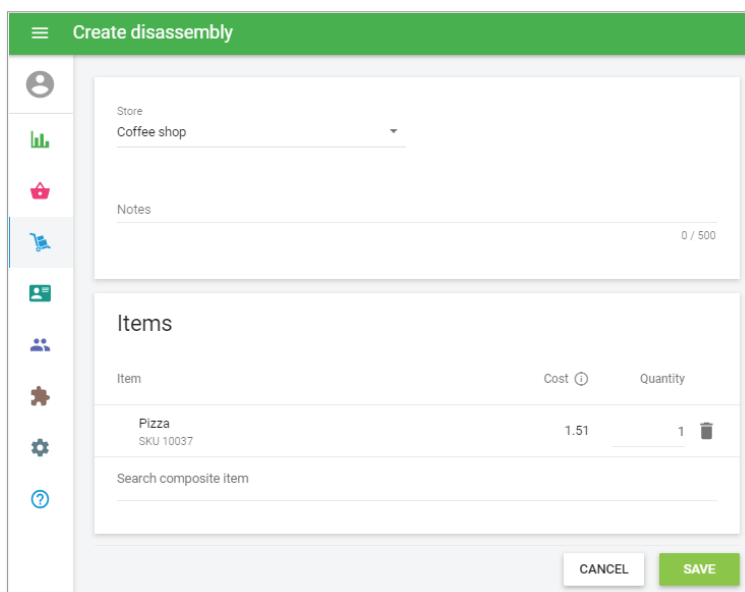 Create disassembly
Store
Coffee shop
Notes
0 / 500
Items
Item Cost Quantity
Pizza 1.51 1
SKU 10037
Search composite item
CANCEL SAVE